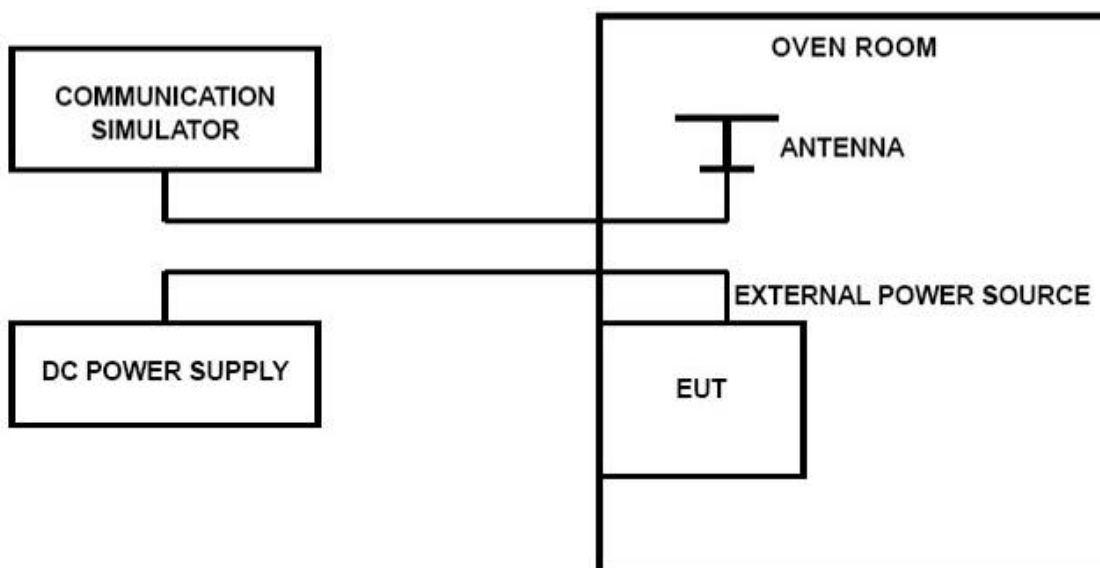 OVEN ROOM
COMMUNICATION
SIMULATOR
ANTENNA
EXTERNAL POWER SOURCE
DC POWER SUPPLY
EUT